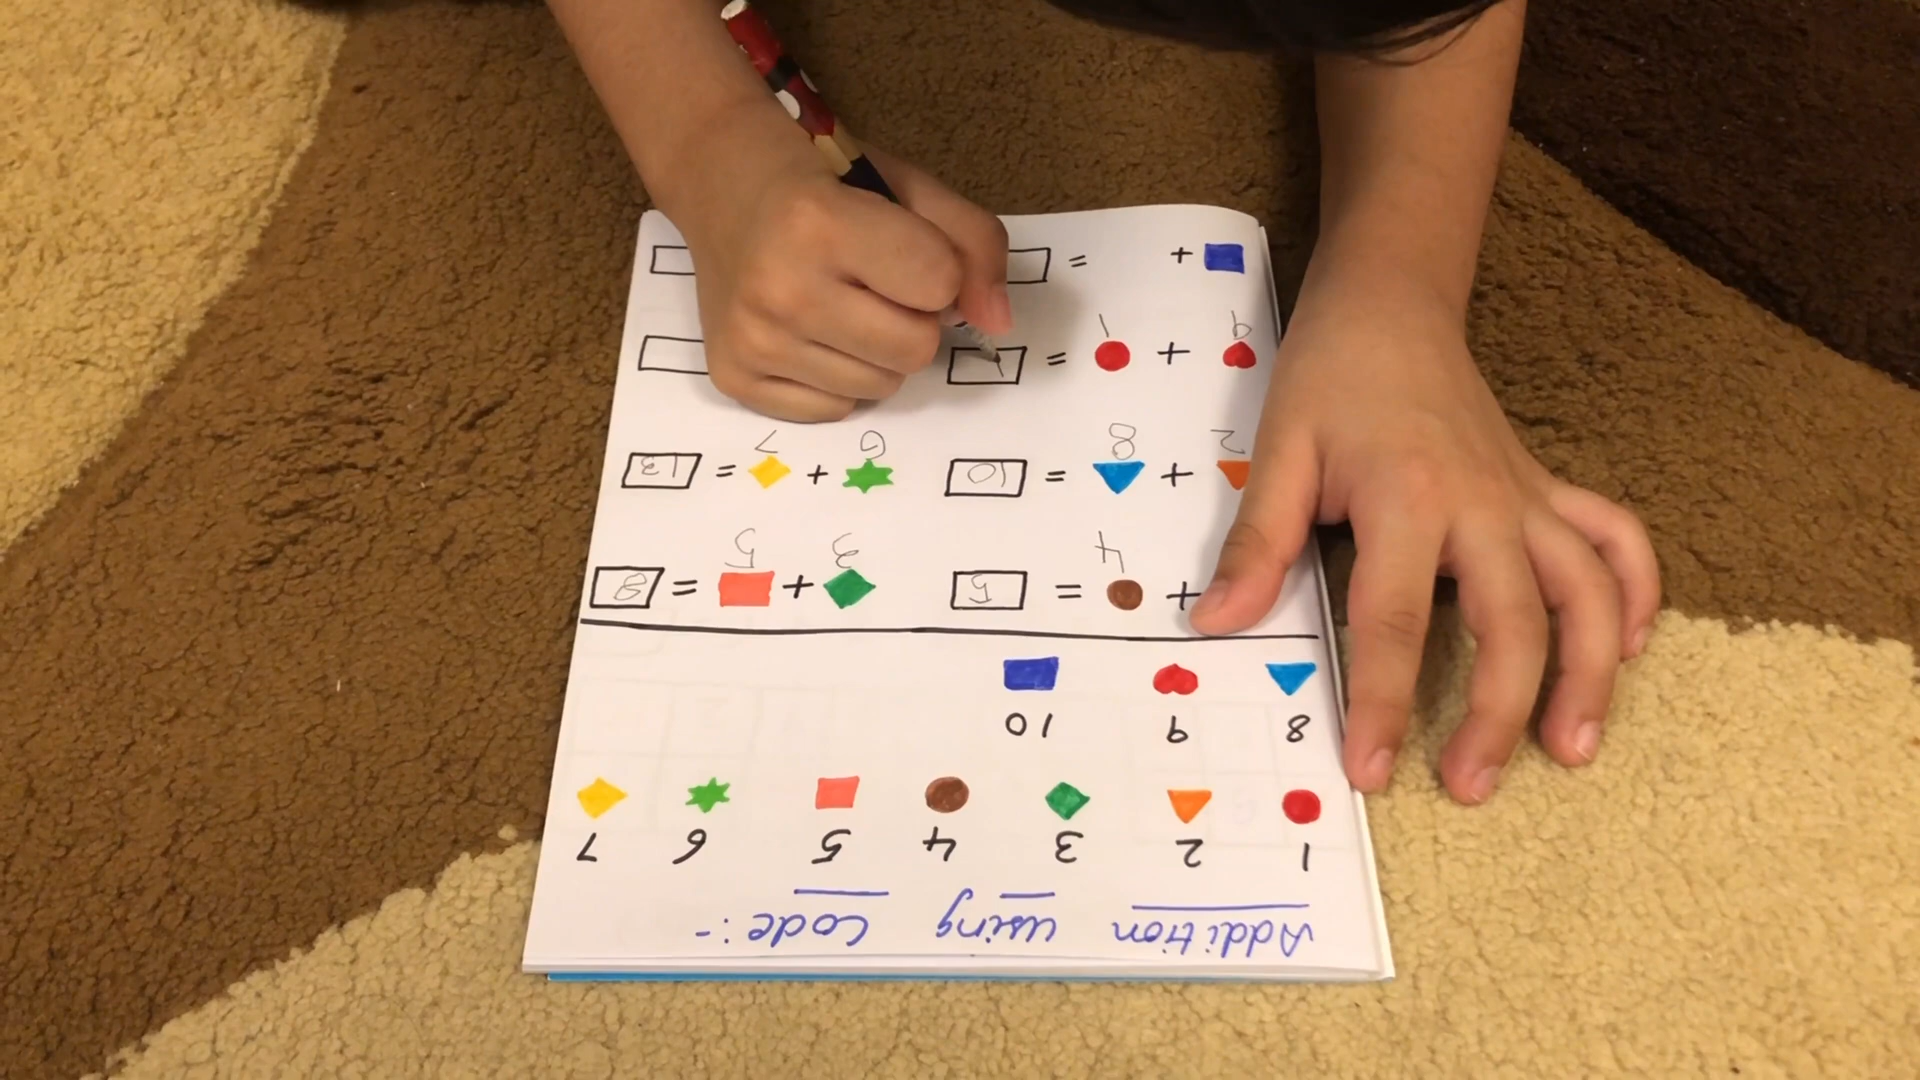 Addition using Code :-
1 2 3 4 5 6 7
8 9 10
4 3 5
+ = 5 + = 8
2 8 6 7
+ = 10 + = 13
9 1
+ = 1
+ =